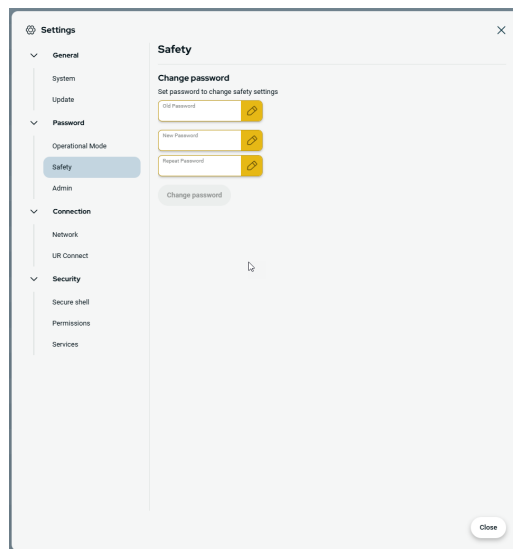 Settings
General
System
Update
Password
Operational Mode
Safety
Admin
Connection
Network
UR Connect
Security
Secure shell
Permissions
Services
Safety
Change password
Set password to change safety settings
Old Password
New Password
Repeat Password
Change password
Close